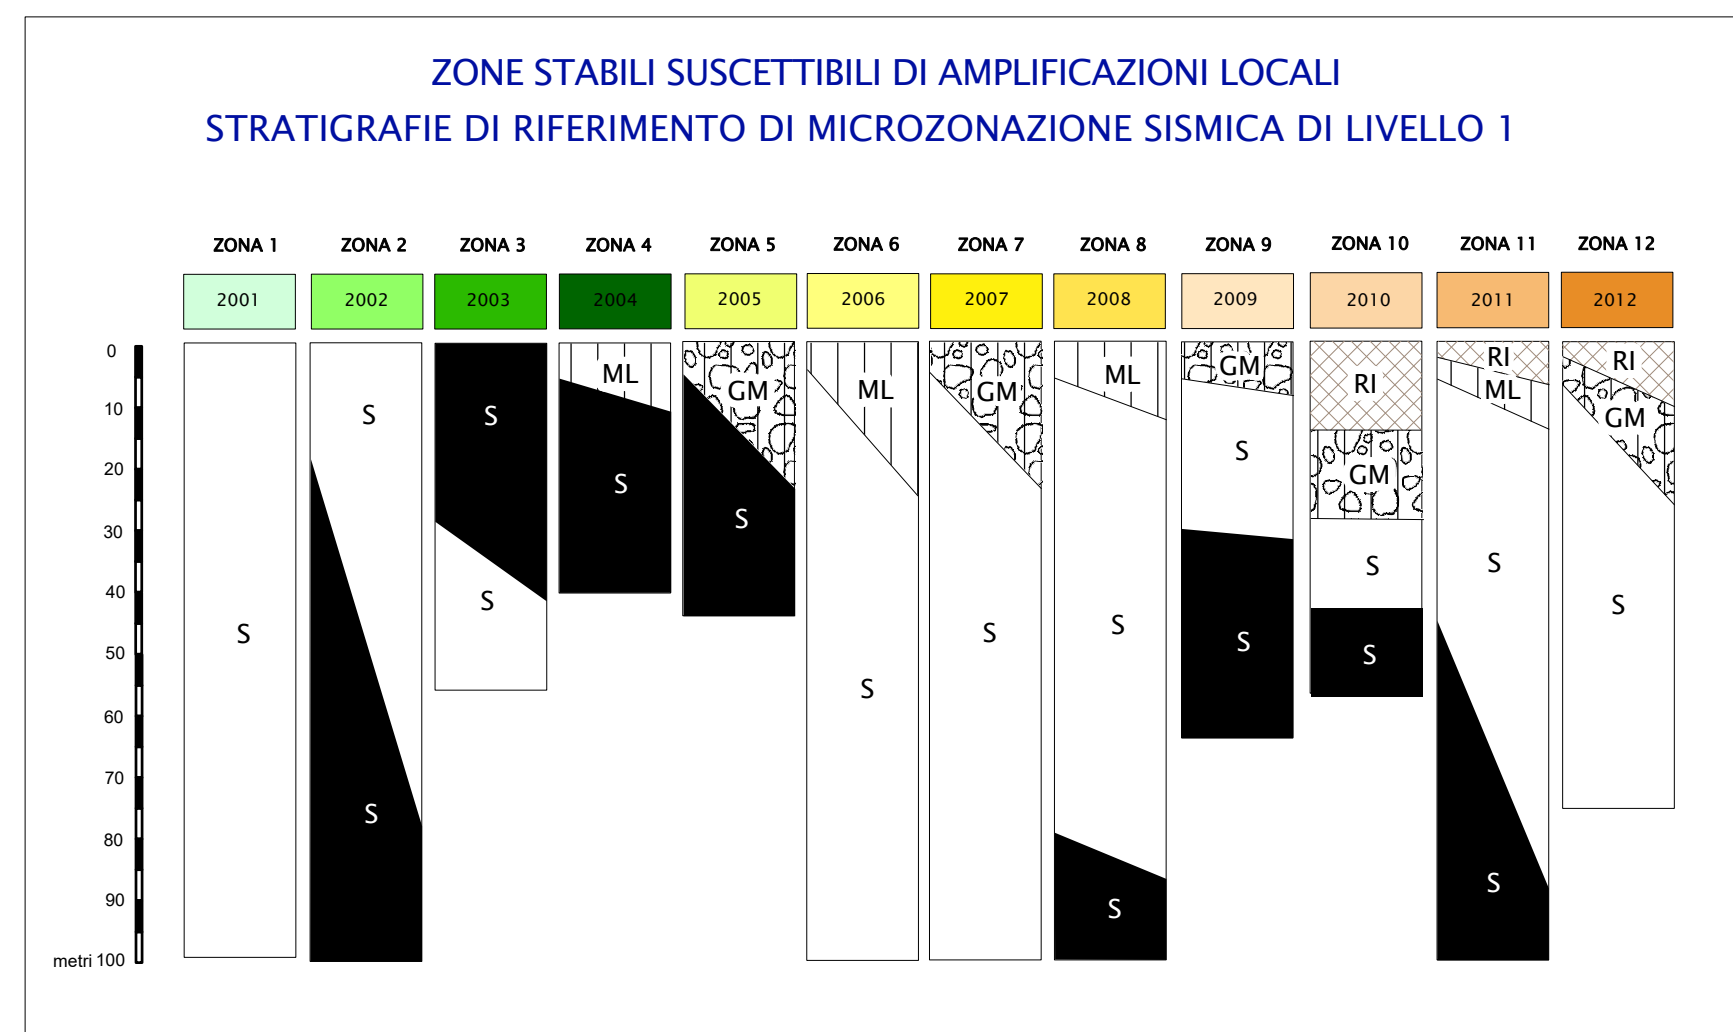 ZONE STABILI SUSCETTIBILI DI AMPLIFICAZIONI LOCALI
STRATIGRAFIE DI RIFERIMENTO DI MICROZONAZIONE SISMICA DI LIVELLO 1
ZONA 1 ZONA 2 ZONA 3 ZONA 4 ZONA 5 ZONA 6 ZONA 7 ZONA 8 ZONA 9 ZONA 10 ZONA 11 ZONA 12
2001 2002 2003 2004 2005 2006 2007 2008 2009 2010 2011 2012
0
10
20
30
40
50
60
70
80
90
metri 100
S
S
S
S
S
ML
S
GM
S
ML
S
GM
S
ML
S
S
GM
S
S
RI
GM
S
S
RI
ML
S
S
RI
GM
S